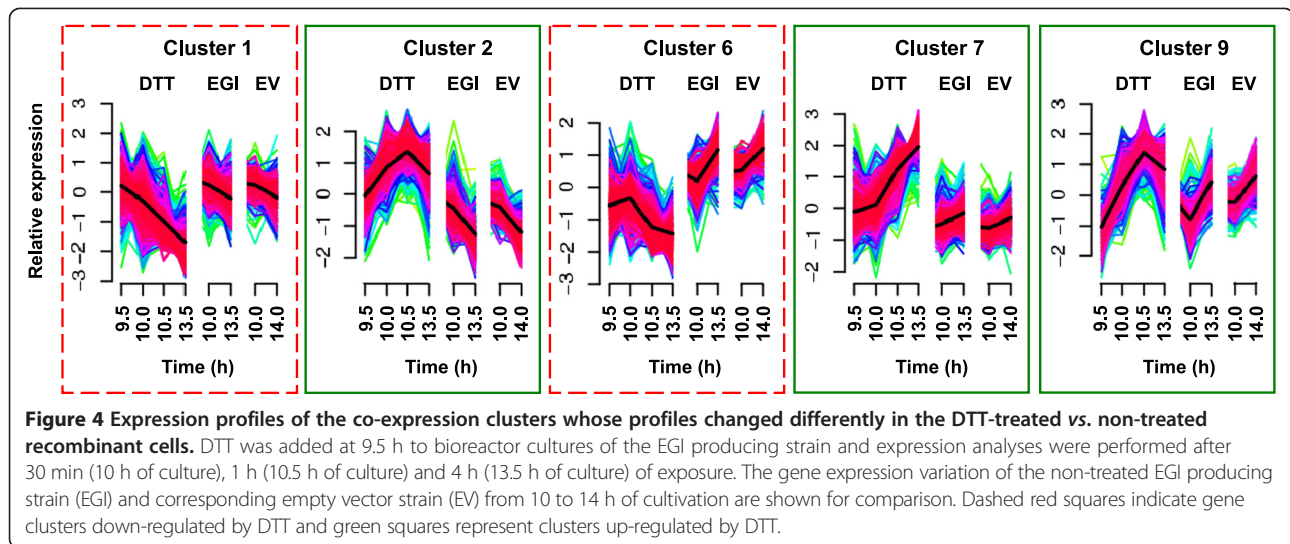 Cluster 1 Cluster 2 Cluster 6 Cluster 7 Cluster 9
DTT EGI EV DTT EGI EV DTT EGI EV DTT EGI EV DTT EGI EV
Relative expression
3 2 1 0 −1 −2 −3
2 1 0 −1 −2
2 1 0 −1 −2 −3
3 2 1 0 −1 −2
3 2 1 0 −1 −2
9.5 10.0 10.5 13.5 10.0 13.5 10.0 14.0
9.5 10.0 10.5 13.5 10.0 13.5 10.0 14.0
9.5 10.0 10.5 13.5 10.0 13.5 10.0 14.0
9.5 10.0 10.5 13.5 10.0 13.5 10.0 14.0
9.5 10.0 10.5 13.5 10.0 13.5 10.0 14.0
Time (h) Time (h) Time (h) Time (h) Time (h)
Figure 4 Expression profiles of the co-expression clusters whose profiles changed differently in the DTT-treated vs. non-treated
recombinant cells. DTT was added at 9.5 h to bioreactor cultures of the EGI producing strain and expression analyses were performed after
30 min (10 h of culture), 1 h (10.5 h of culture) and 4 h (13.5 h of culture) of exposure. The gene expression variation of the non-treated EGI producing
strain (EGI) and corresponding empty vector strain (EV) from 10 to 14 h of cultivation are shown for comparison. Dashed red squares indicate gene
clusters down-regulated by DTT and green squares represent clusters up-regulated by DTT.